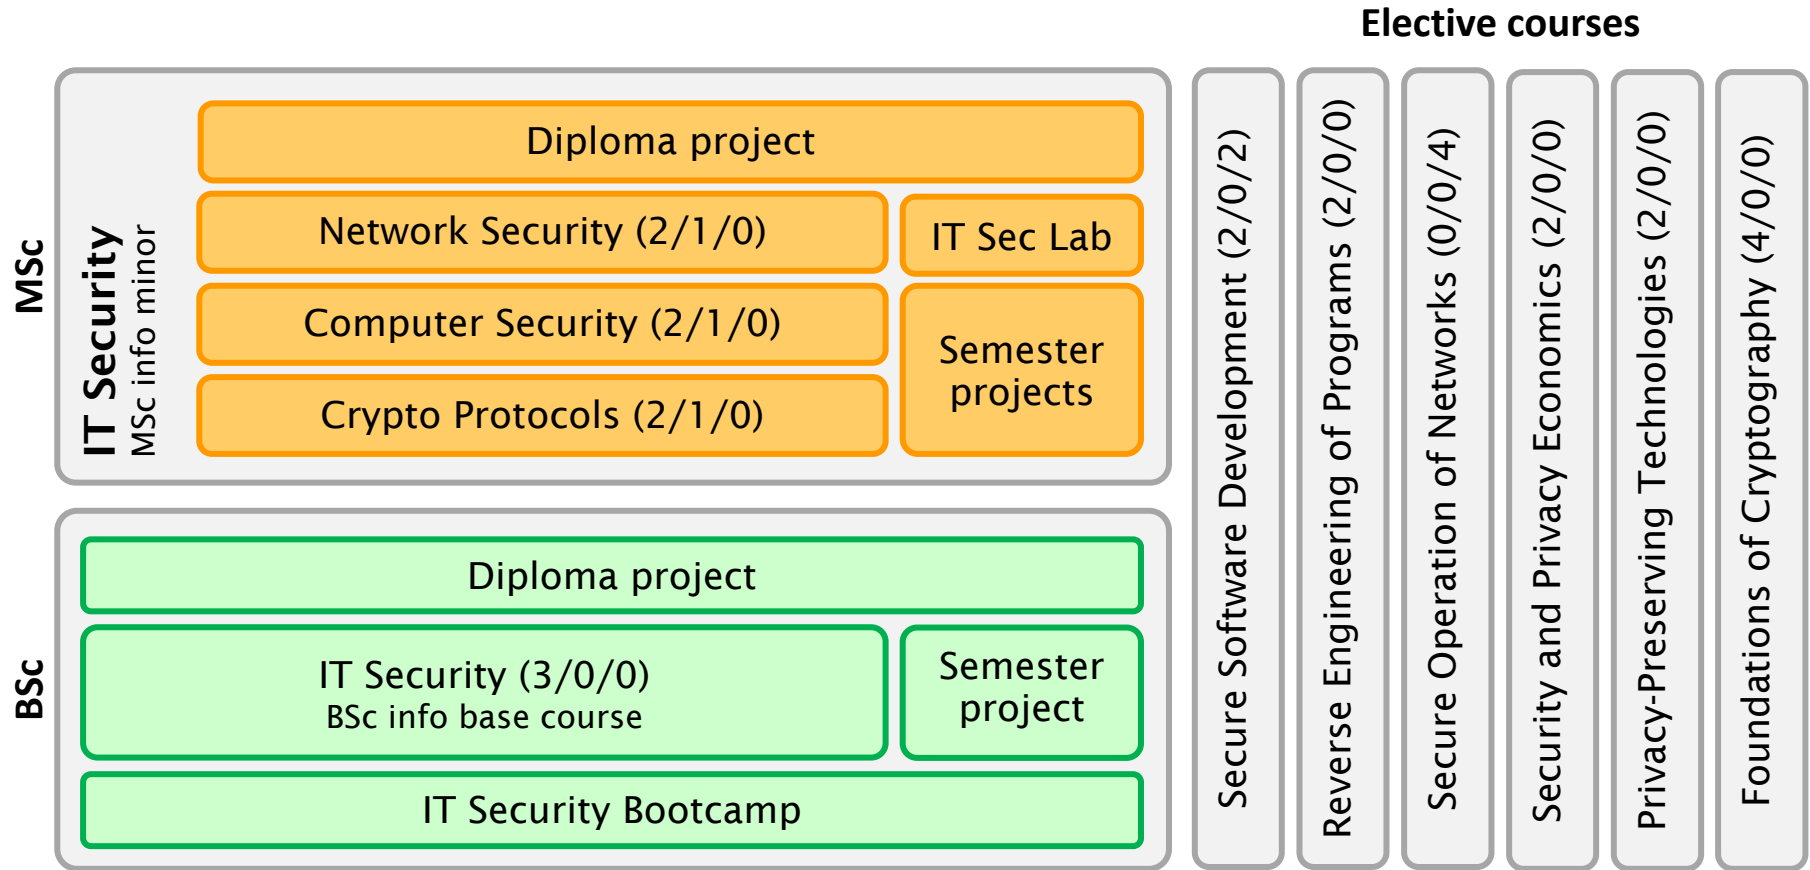 Elective courses
MSc
IT Security
MSc info minor
Diploma project
Network Security (2/1/0)
IT Sec Lab
Computer Security (2/1/0)
Semester
projects
Crypto Protocols (2/1/0)
BSc
Diploma project
IT Security (3/0/0)
BSc info base course
Semester
project
IT Security Bootcamp
Secure Software Development (2/0/2)
Reverse Engineering of Programs (2/0/0)
Secure Operation of Networks (0/0/4)
Security and Privacy Economics (2/0/0)
Privacy-Preserving Technologies (2/0/0)
Foundations of Cryptography (4/0/0)